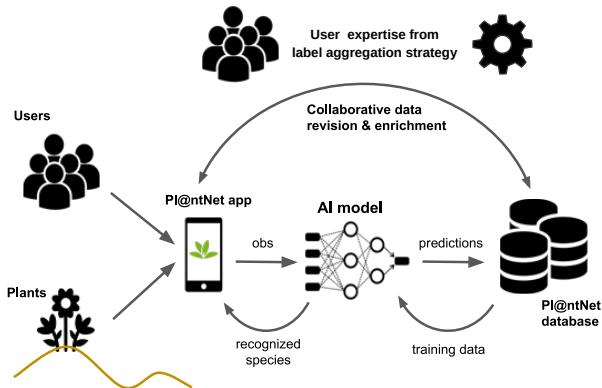 User expertise from
label aggregation strategy
Collaborative data
revision & enrichment
Users
Pl@ntNet app
AI model
obs
predictions
Plants
recognized
species
training data
Pl@ntNet
database